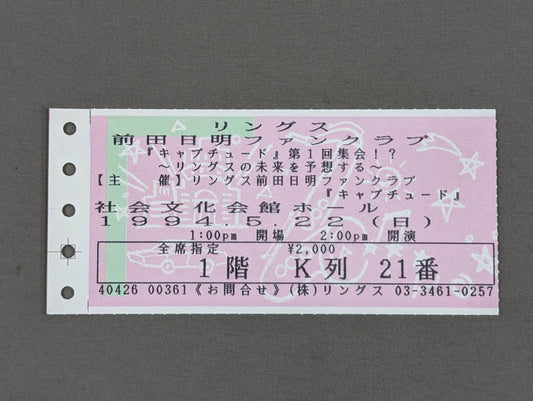 リングス
前田日明ファンクラブ
『キャプチュード』第1回集会!?
〜リングスの未来を予想する〜
【主 催】リングス前田日明ファンクラブ
『キャプチュード』
社会文化会館ホール
1994.5.22(日)
1:00pm 開場 2:00pm 開演
全席指定 ¥2,000
1階 K列 21番
40426 00361《お問合せ》(株)リングス 03-3461-0257